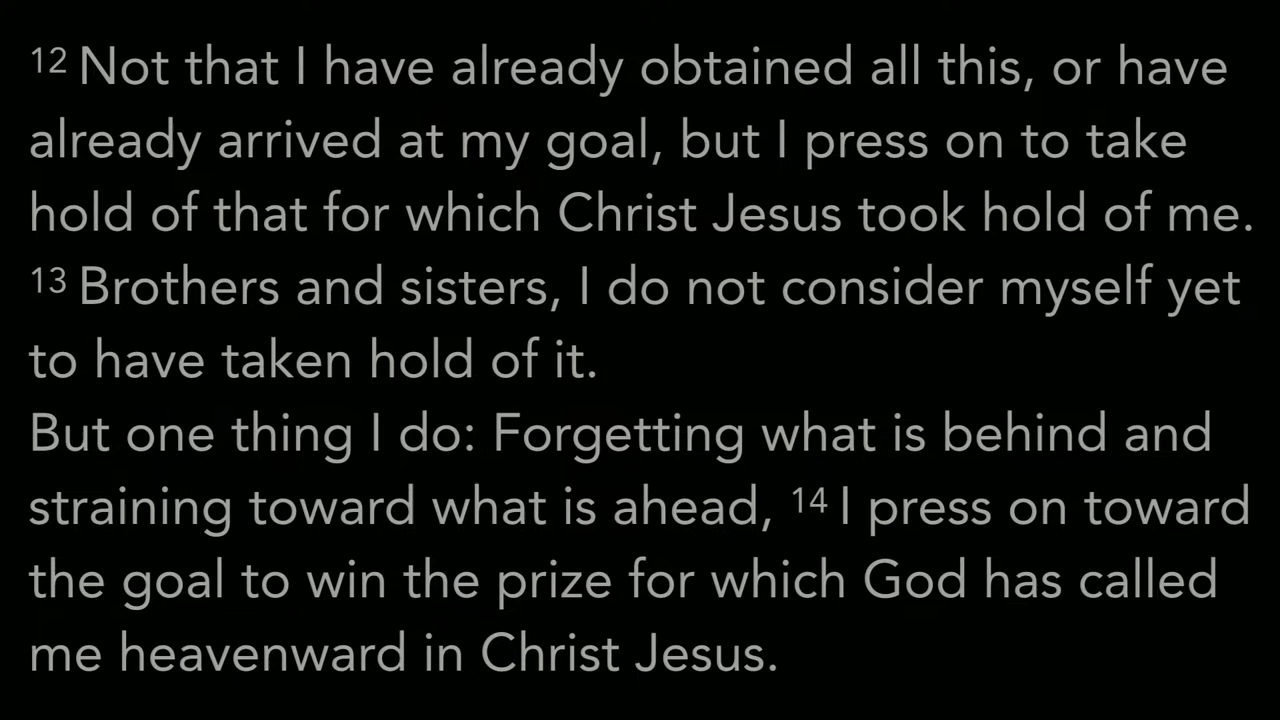 12 Not that I have already obtained all this, or have
already arrived at my goal, but I press on to take
hold of that for which Christ Jesus took hold of me.
13 Brothers and sisters, I do not consider myself yet
to have taken hold of it.
But one thing I do: Forgetting what is behind and
straining toward what is ahead, 14 I press on toward
the goal to win the prize for which God has called
me heavenward in Christ Jesus.